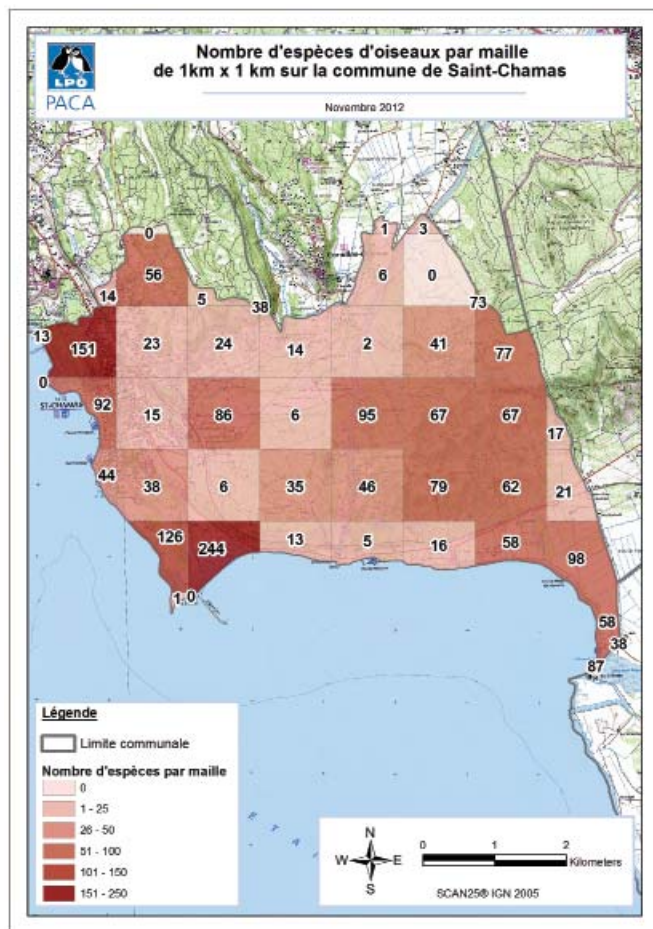 LPO
PACA
Nombre d'espèces d'oiseaux par maille
de 1km x 1 km sur la commune de Saint-Chamas
Novembre 2012
0
1
3
56
6
0
14
5
38
73
13
151
23
24
14
2
41
77
0
92
15
86
6
95
67
67
17
44
38
6
35
46
79
62
21
126
244
13
5
16
58
98
1
0
58
38
87
Légende
Limite communale
Nombre d'espèces par maille
0
1 - 25
26 - 50
51 - 100
101 - 150
151 - 250
N
W
E
S
0
1
2
Kilometers
SCAN25® IGN 2005